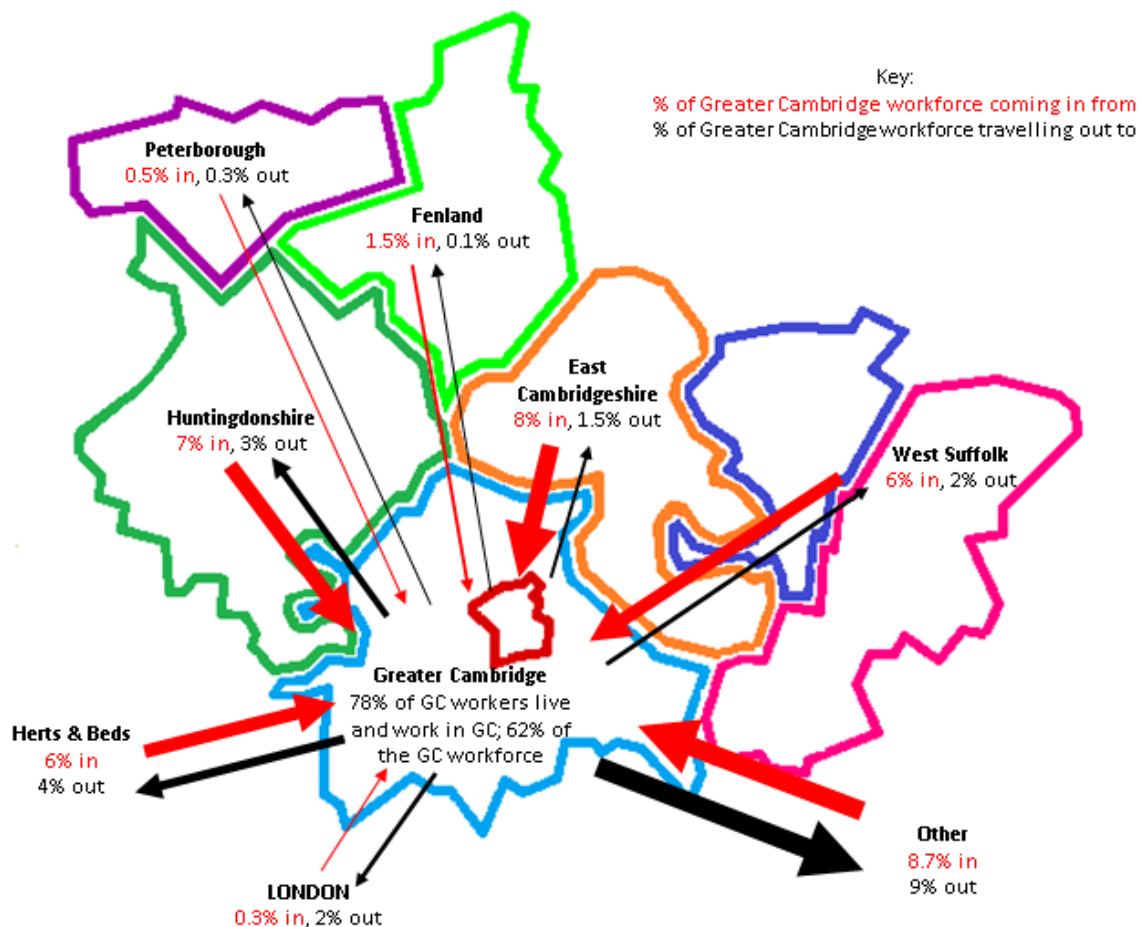 Key:
% of Greater Cambridge workforce coming in from
% of Greater Cambridgeworkforce travelling out to
Peterborough
0.5% in, 0.3% out
Fenland
1.5% in, 0.1% out
East
Cambridgeshire
8% in, 1.5% out
Huntingdonshire
7% in, 3% out
West Suffolk
6% in, 2% out
Greater Cambridge
78% of GC workers live
and work in GC; 62% of
the GC workforce
Herts & Beds
6% in
4% out
Other
8.7% in
9% out
LONDON
0.3% in, 2% out